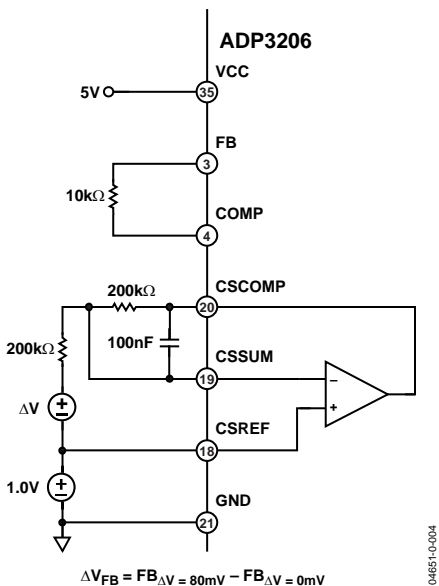 ADP3206
VCC
5V
35
FB
3
10kΩ
COMP
4
200kΩ
CSCOMP
20
200kΩ
100nF
CSSUM
19
–
ΔV
+
CSREF
18
1.0V
GND
21
ΔVFB = FBΔV = 80mV – FBΔV = 0mV
04651-0-004